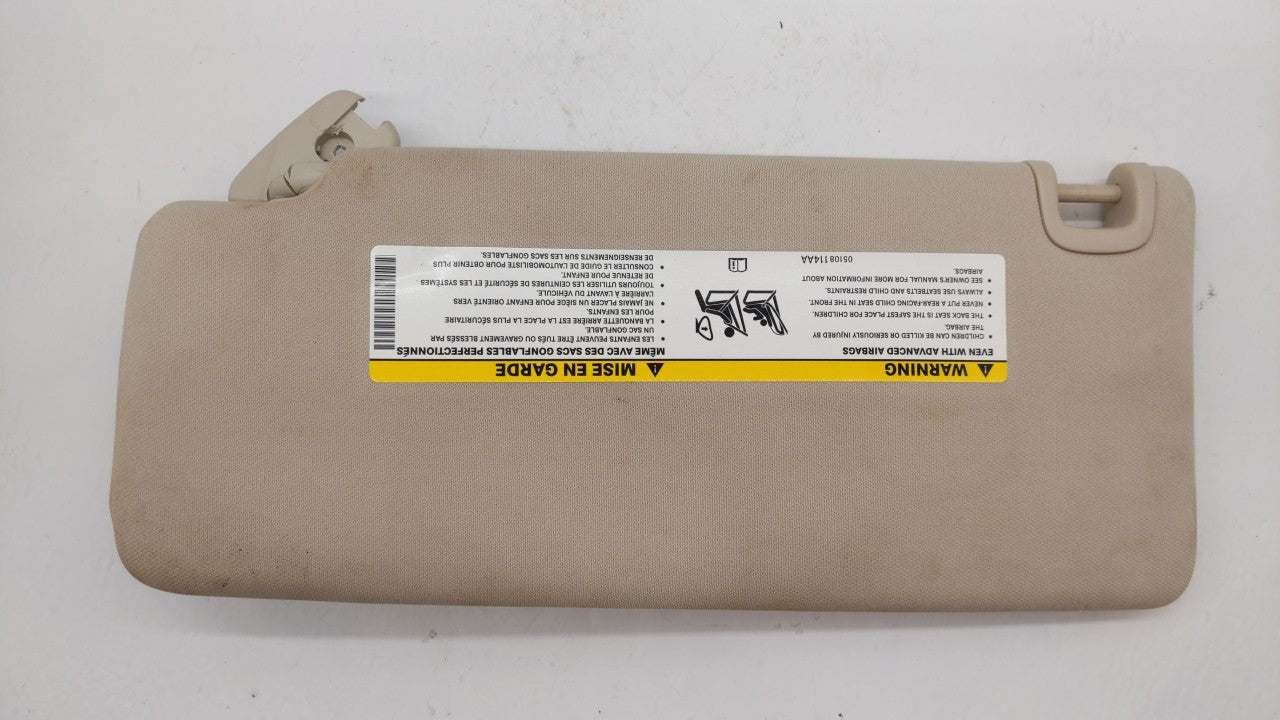 WARNING
EVEN WITH ADVANCED AIRBAGS
• CHILDREN CAN BE KILLED OR SERIOUSLY INJURED BY
THE AIRBAG.
• THE BACK SEAT IS THE SAFEST PLACE FOR CHILDREN.
• NEVER PUT A REAR-FACING CHILD SEAT IN THE FRONT.
• ALWAYS USE SEATBELTS AND CHILD RESTRAINTS.
• SEE OWNER'S MANUAL FOR MORE INFORMATION ABOUT
AIRBAGS.
05108114AA
MISE EN GARDE
MÊME AVEC DES SACS GONFLABLES PERFECTIONNÉS
• LES ENFANTS PEUVENT ÊTRE TUÉS OU GRAVEMENT BLESSÉS PAR
UN SAC GONFLABLE.
• LA BANQUETTE ARRIÈRE EST LA PLACE LA PLUS SÉCURITAIRE
POUR LES ENFANTS.
• NE JAMAIS PLACER UN SIÈGE POUR ENFANT ORIENTÉ VERS
L'ARRIÈRE À L'AVANT DU VÉHICULE.
• TOUJOURS UTILISER LES CEINTURES DE SÉCURITÉ ET LES SYSTÈMES
DE RETENUE POUR ENFANT.
• CONSULTER LE GUIDE DE L'AUTOMOBILISTE POUR OBTENIR PLUS
DE RENSEIGNEMENTS SUR LES SACS GONFLABLES.